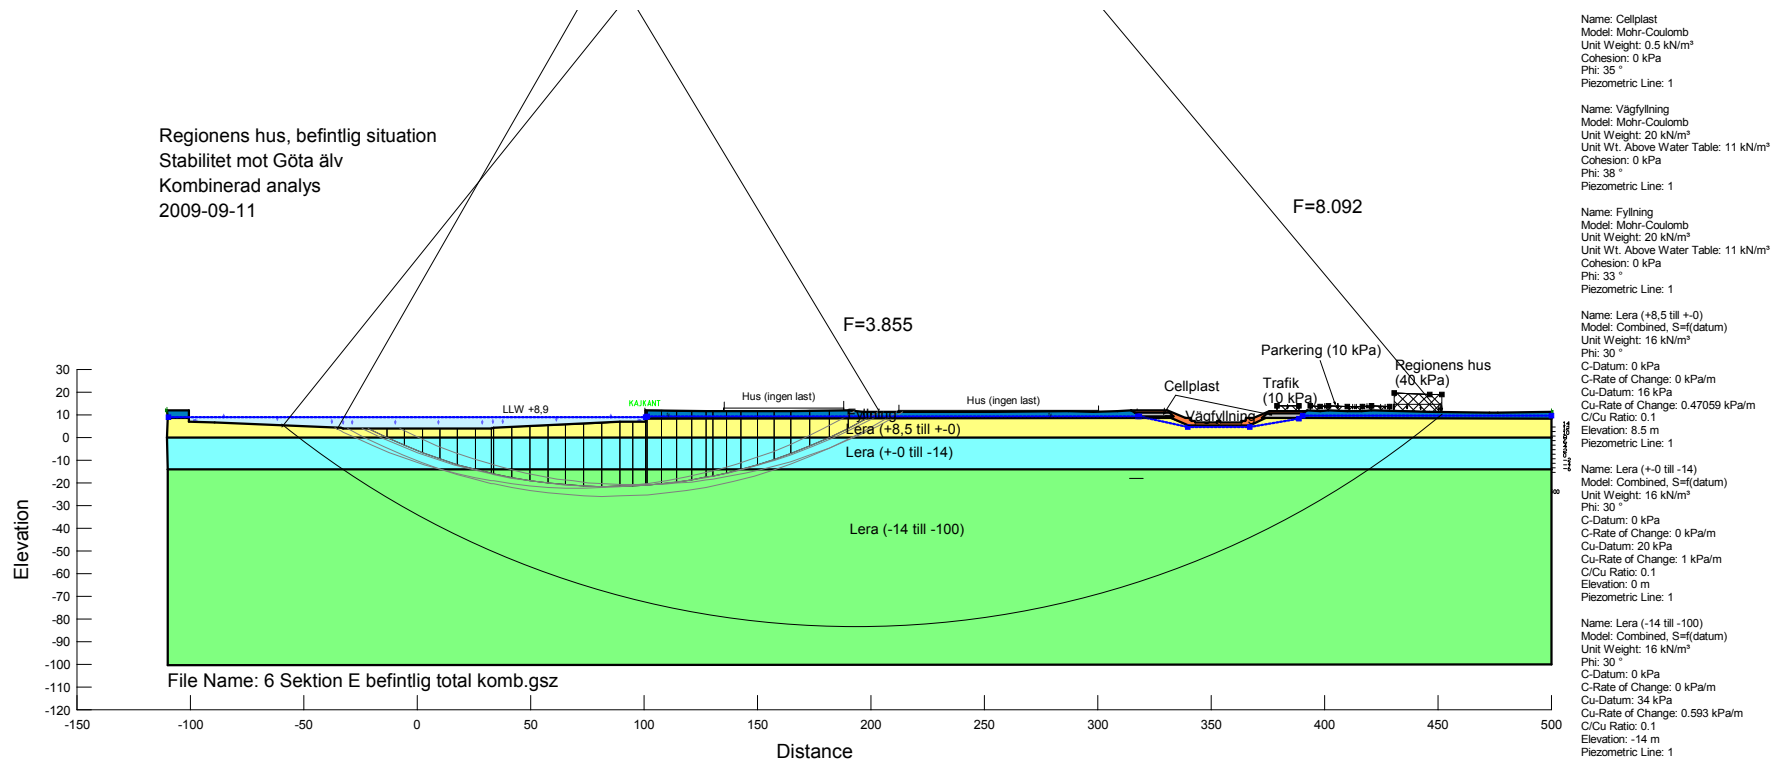 Regionens hus, befintlig situation
Stabilitet mot Göta älv
Kombinerad analys
2009-09-11
F=8.092
F=3.855
Parkering (10 kPa)
Regionens hus
(40 kPa)
Cellplast
Trafik
(10 kPa)
Hus (ingen last)
Hus (ingen last)
KAJKANT
LLW +8,9
Fyllning
Vägfyllning
Lera (+8,5 till +-0)
Lera (+-0 till -14)
Lera (-14 till -100)
File Name: 6 Sektion E befintlig total komb.gsz
Elevation
30
20
10
0
-10
-20
-30
-40
-50
-60
-70
-80
-90
-100
-110
-120
-150
-100
-50
0
50
100
150
200
250
300
350
400
450
500
Distance
Name: Cellplast
Model: Mohr-Coulomb
Unit Weight: 0.5 kN/m³
Cohesion: 0 kPa
Phi: 35 °
Piezometric Line: 1
Name: Vägfyllning
Model: Mohr-Coulomb
Unit Weight: 20 kN/m³
Unit Wt. Above Water Table: 11 kN/m³
Cohesion: 0 kPa
Phi: 38 °
Piezometric Line: 1
Name: Fyllning
Model: Mohr-Coulomb
Unit Weight: 20 kN/m³
Unit Wt. Above Water Table: 11 kN/m³
Cohesion: 0 kPa
Phi: 33 °
Piezometric Line: 1
Name: Lera (+8,5 till +-0)
Model: Combined, S=f(datum)
Unit Weight: 16 kN/m³
Phi: 30 °
C-Datum: 0 kPa
C-Rate of Change: 0 kPa/m
Cu-Datum: 16 kPa
Cu-Rate of Change: 0.47059 kPa/m
C/Cu Ratio: 0.1
Elevation: 8.5 m
Piezometric Line: 1
Name: Lera (+-0 till -14)
Model: Combined, S=f(datum)
Unit Weight: 16 kN/m³
Phi: 30 °
C-Datum: 0 kPa
C-Rate of Change: 0 kPa/m
Cu-Datum: 20 kPa
Cu-Rate of Change: 1 kPa/m
C/Cu Ratio: 0.1
Elevation: 0 m
Piezometric Line: 1
Name: Lera (-14 till -100)
Model: Combined, S=f(datum)
Unit Weight: 16 kN/m³
Phi: 30 °
C-Datum: 0 kPa
C-Rate of Change: 0 kPa/m
Cu-Datum: 34 kPa
Cu-Rate of Change: 0.593 kPa/m
C/Cu Ratio: 0.1
Elevation: -14 m
Piezometric Line: 1